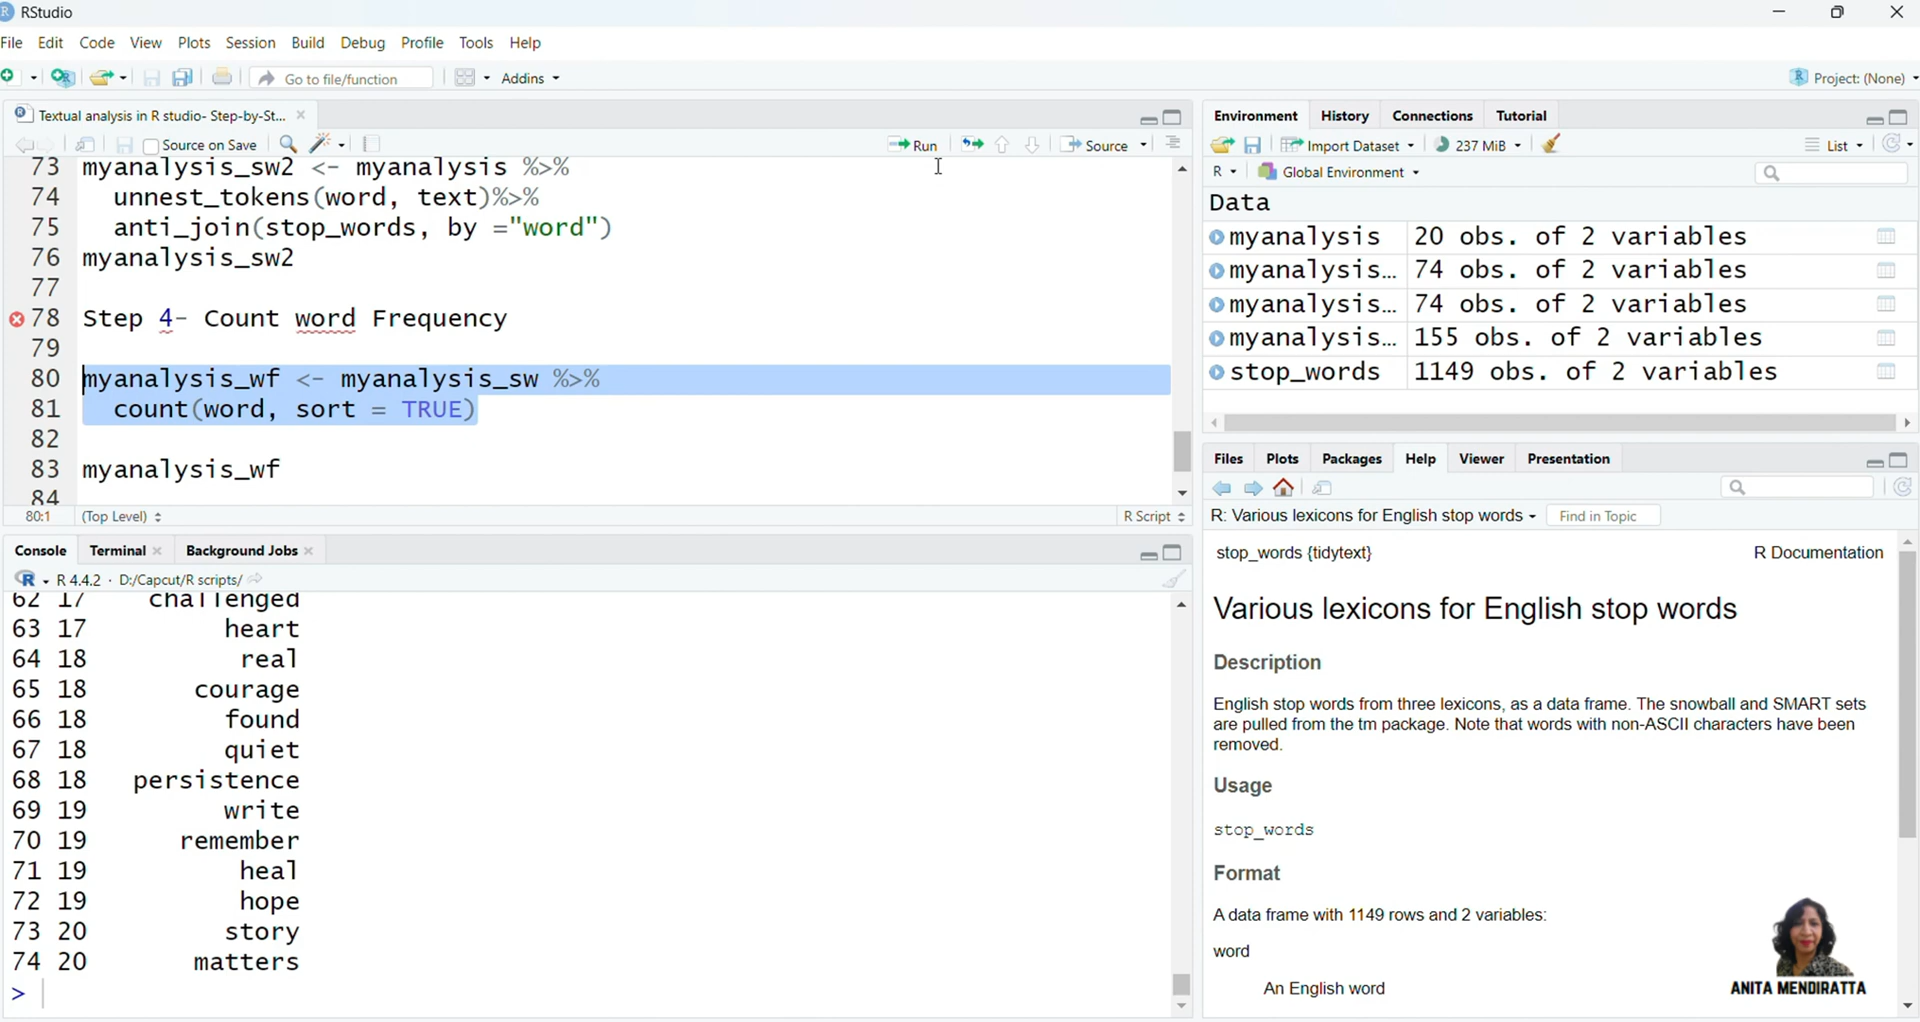 RStudio
File Edit Code View Plots Session Build Debug Profile Tools Help
Go to file/function Addins Project: (None)
Textual analysis in R studio- Step-by-St...
Source on Save Run Source
73 myanalysis_sw2 <- myanalysis %>%
74 unnest_tokens(word, text)%>%
75 anti_join(stop_words, by ="word")
76 myanalysis_sw2
77
78 Step 4- Count word Frequency
79
80 myanalysis_wf <- myanalysis_sw %>%
81 count(word, sort = TRUE)
82
83 myanalysis_wf
84
80:1 (Top Level) R Script
Console Terminal Background Jobs
R 4.4.2 · D:/Capcut/R scripts/
62 17 challenged
63 17 heart
64 18 real
65 18 courage
66 18 found
67 18 quiet
68 18 persistence
69 19 write
70 19 remember
71 19 heal
72 19 hope
73 20 story
74 20 matters
>
Environment History Connections Tutorial
Import Dataset 237 MiB List
R Global Environment
Data
myanalysis 20 obs. of 2 variables
myanalysis... 74 obs. of 2 variables
myanalysis... 74 obs. of 2 variables
myanalysis... 155 obs. of 2 variables
stop_words 1149 obs. of 2 variables
Files Plots Packages Help Viewer Presentation
R: Various lexicons for English stop words Find in Topic
stop_words {tidytext} R Documentation
Various lexicons for English stop words
Description
English stop words from three lexicons, as a data frame. The snowball and SMART sets
are pulled from the tm package. Note that words with non-ASCII characters have been
removed.
Usage
stop_words
Format
A data frame with 1149 rows and 2 variables:
word
An English word
ANITA MENDIRATTA